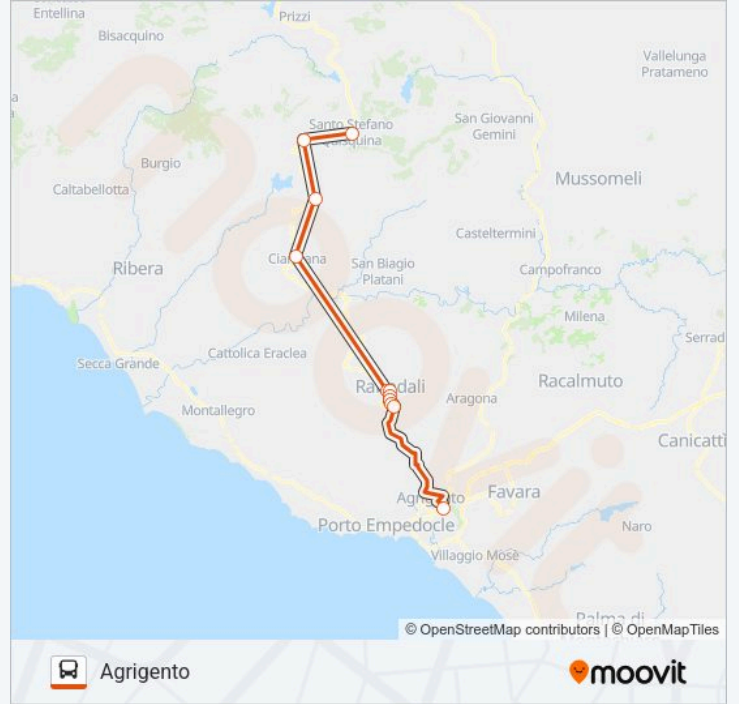 Entellina
Prizzi
Bisacquino
Vallelunga
Pratameno
Santo Stefano
Quisquina
San Giovanni
Gemini
Burgio
Mussomeli
Caltabellotta
Casteltermini
Ribera
Cianciana
San Biagio
Platani
Campofranco
Milena
Serrad
Secca Grande
Cattolica Eraclea
Raffadali
Racalmuto
Aragona
Montallegro
Canicattì
Agrigento
Favara
Porto Empedocle
Naro
Villaggio Mosè
Palma di
© OpenStreetMap contributors | © OpenMapTiles
Agrigento
moovit